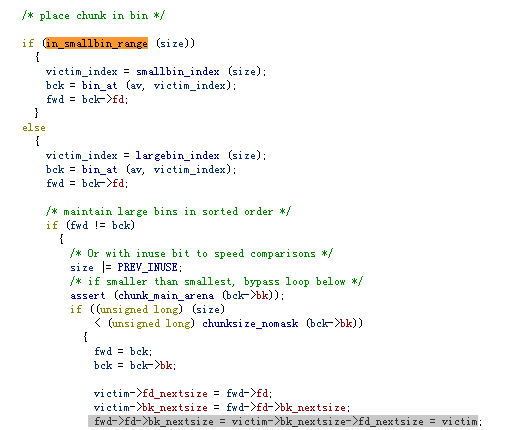 /* place chunk in bin */
if (in_smallbin_range (size))
{
victim_index = smallbin_index (size);
bck = bin_at (av, victim_index);
fwd = bck->fd;
}
else
{
victim_index = largebin_index (size);
bck = bin_at (av, victim_index);
fwd = bck->fd;
/* maintain large bins in sorted order */
if (fwd != bck)
{
/* Or with inuse bit to speed comparisons */
size |= PREV_INUSE;
/* if smaller than smallest, bypass loop below */
assert (chunk_main_arena (bck->bk));
if ((unsigned long) (size)
< (unsigned long) chunksize_nomask (bck->bk))
{
fwd = bck;
bck = bck->bk;
victim->fd_nextsize = fwd->fd;
victim->bk_nextsize = fwd->fd->bk_nextsize;
fwd->fd->bk_nextsize = victim->bk_nextsize->fd_nextsize = victim;